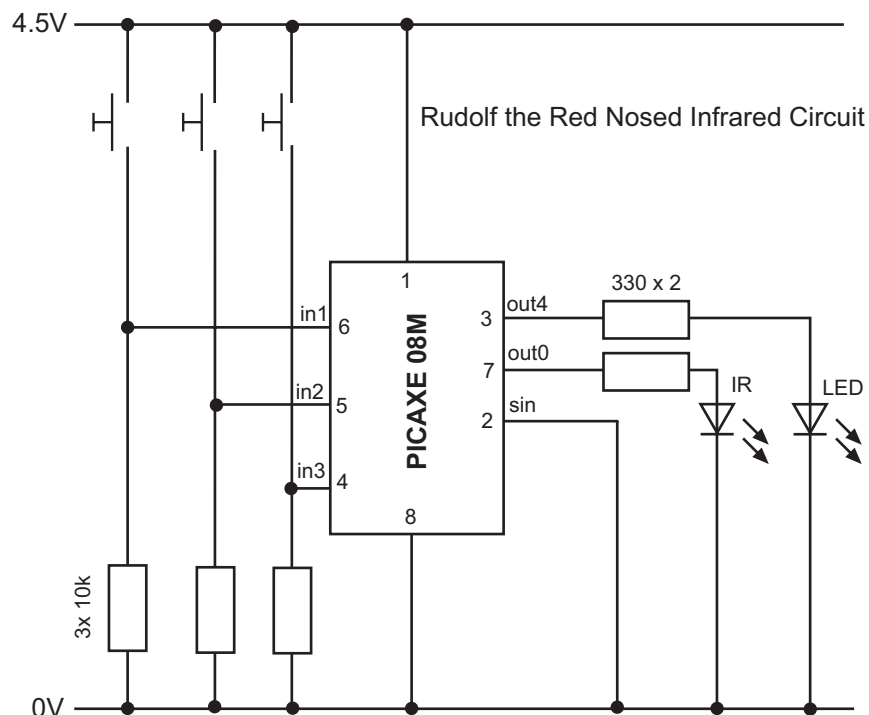 4.5V
Rudolf the Red Nosed Infrared Circuit
1
330 x 2
in1
6
out4
3
PICAXE 08M
out0
7
IR
LED
in2
5
sin
2
in3
4
8
3x 10k
0V